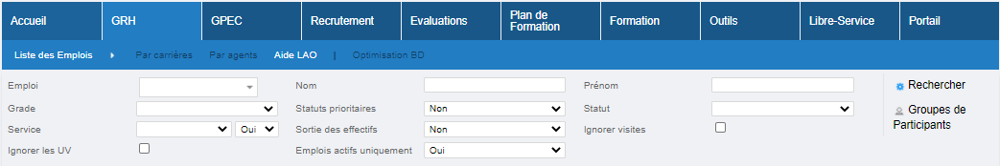 Accueil GRH GPEC Recrutement Evaluations Plan de Formation Formation Outils Libre-Service Portail
Liste des Emplois Par carrières Par agents Aide LAO | Optimisation BD
Emploi Nom Prénom Rechercher
Grade Statuts prioritaires Non Statut Groupes de Participants
Service Oui Sortie des effectifs Non Ignorer visites
Ignorer les UV Emplois actifs uniquement Oui